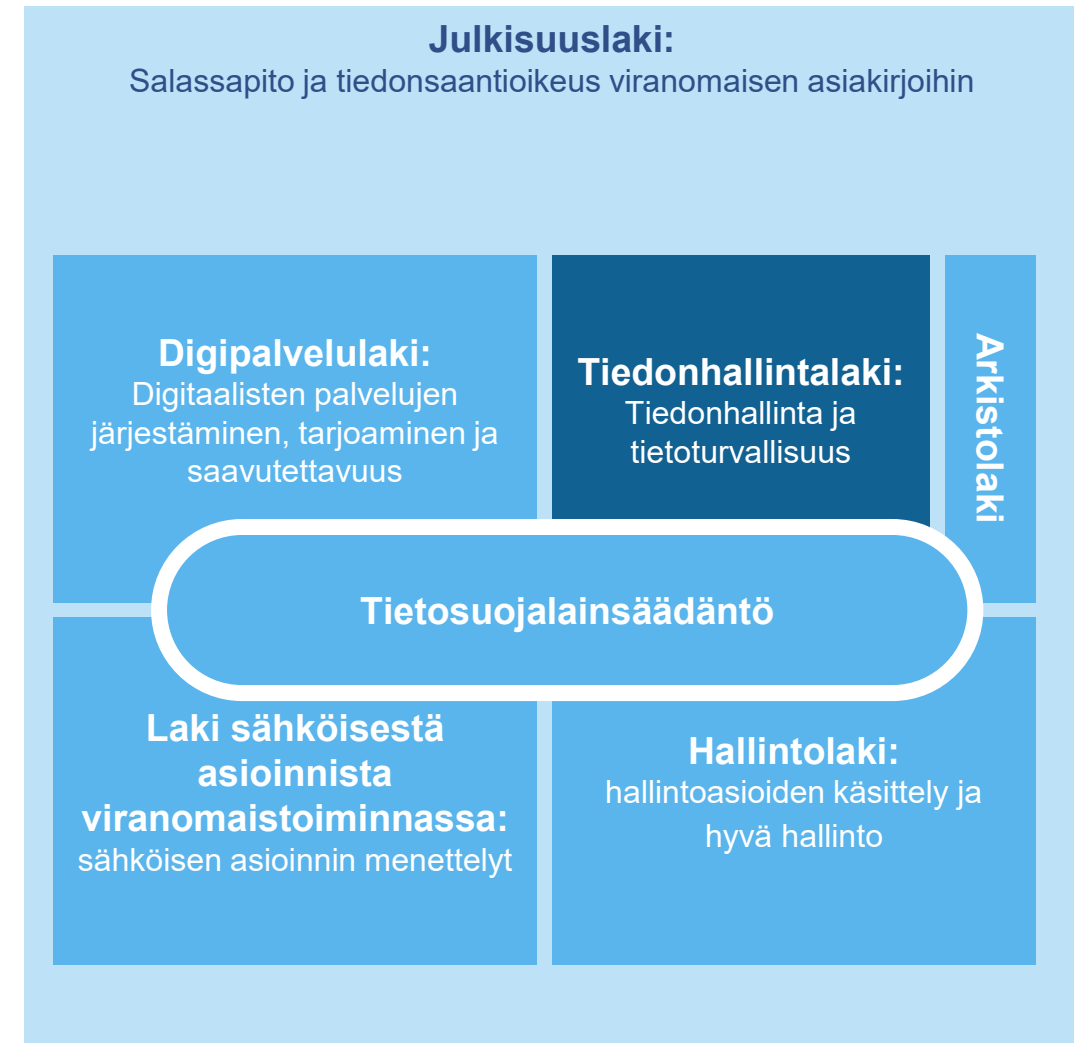 Julkisuuslaki:
Salassapito ja tiedonsaantioikeus viranomaisen asiakirjoihin
Digipalvelulaki:
Digitaalisten palvelujen
järjestäminen, tarjoaminen ja
saavutettavuus
Tiedonhallintalaki:
Tiedonhallinta ja
tietoturvallisuus
Arkistolaki
Tietosuojalainsäädäntö
Laki sähköisestä
asioinnista
viranomaistoiminnassa:
sähköisen asioinnin menettelyt
Hallintolaki:
hallintoasioiden käsittely ja
hyvä hallinto